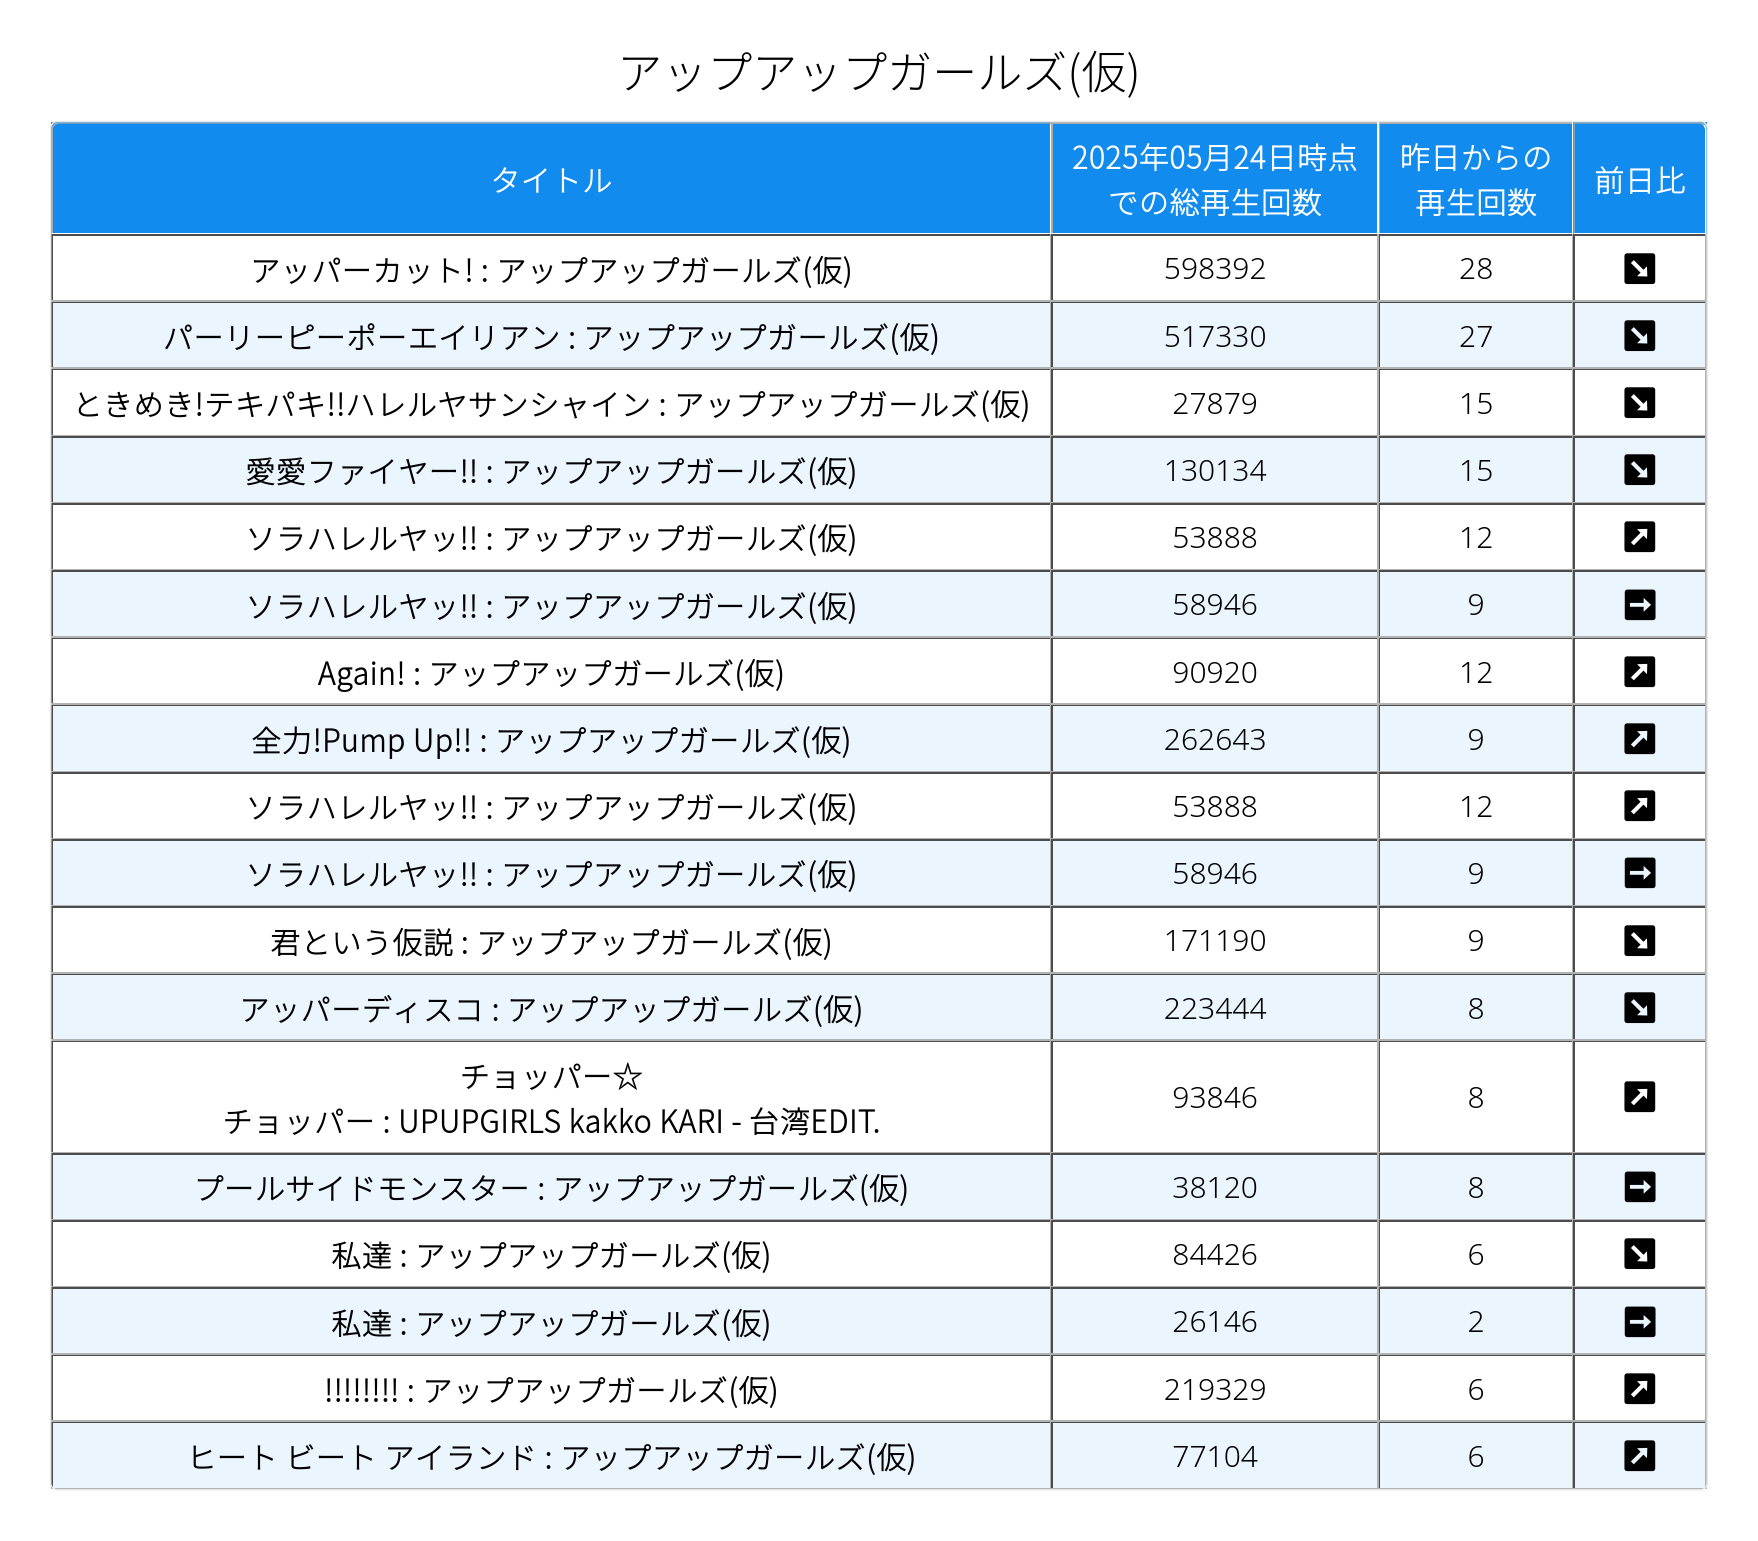 アップアップガールズ(仮)
タイトル
2025年05月24日時点
での総再生回数
昨日からの
再生回数
前日比
アッパーカット! : アップアップガールズ(仮) 598392 28 ↘
パーリーピーポーエイリアン : アップアップガールズ(仮) 517330 27 ↘
ときめき!テキパキ!!ハレルヤサンシャイン : アップアップガールズ(仮) 27879 15 ↘
愛愛ファイヤー!! : アップアップガールズ(仮) 130134 15 ↘
ソラハレルヤッ!! : アップアップガールズ(仮) 53888 12 ↗
ソラハレルヤッ!! : アップアップガールズ(仮) 58946 9 →
Again! : アップアップガールズ(仮) 90920 12 ↗
全力!Pump Up!! : アップアップガールズ(仮) 262643 9 ↗
ソラハレルヤッ!! : アップアップガールズ(仮) 53888 12 ↗
ソラハレルヤッ!! : アップアップガールズ(仮) 58946 9 →
君という仮説 : アップアップガールズ(仮) 171190 9 ↘
アッパーディスコ : アップアップガールズ(仮) 223444 8 ↘
チョッパー☆
チョッパー : UPUPGIRLS kakko KARI - 台湾EDIT. 93846 8 ↗
プールサイドモンスター : アップアップガールズ(仮) 38120 8 →
私達 : アップアップガールズ(仮) 84426 6 ↘
私達 : アップアップガールズ(仮) 26146 2 →
!!!!!!!! : アップアップガールズ(仮) 219329 6 ↗
ヒート ビート アイランド : アップアップガールズ(仮) 77104 6 ↗